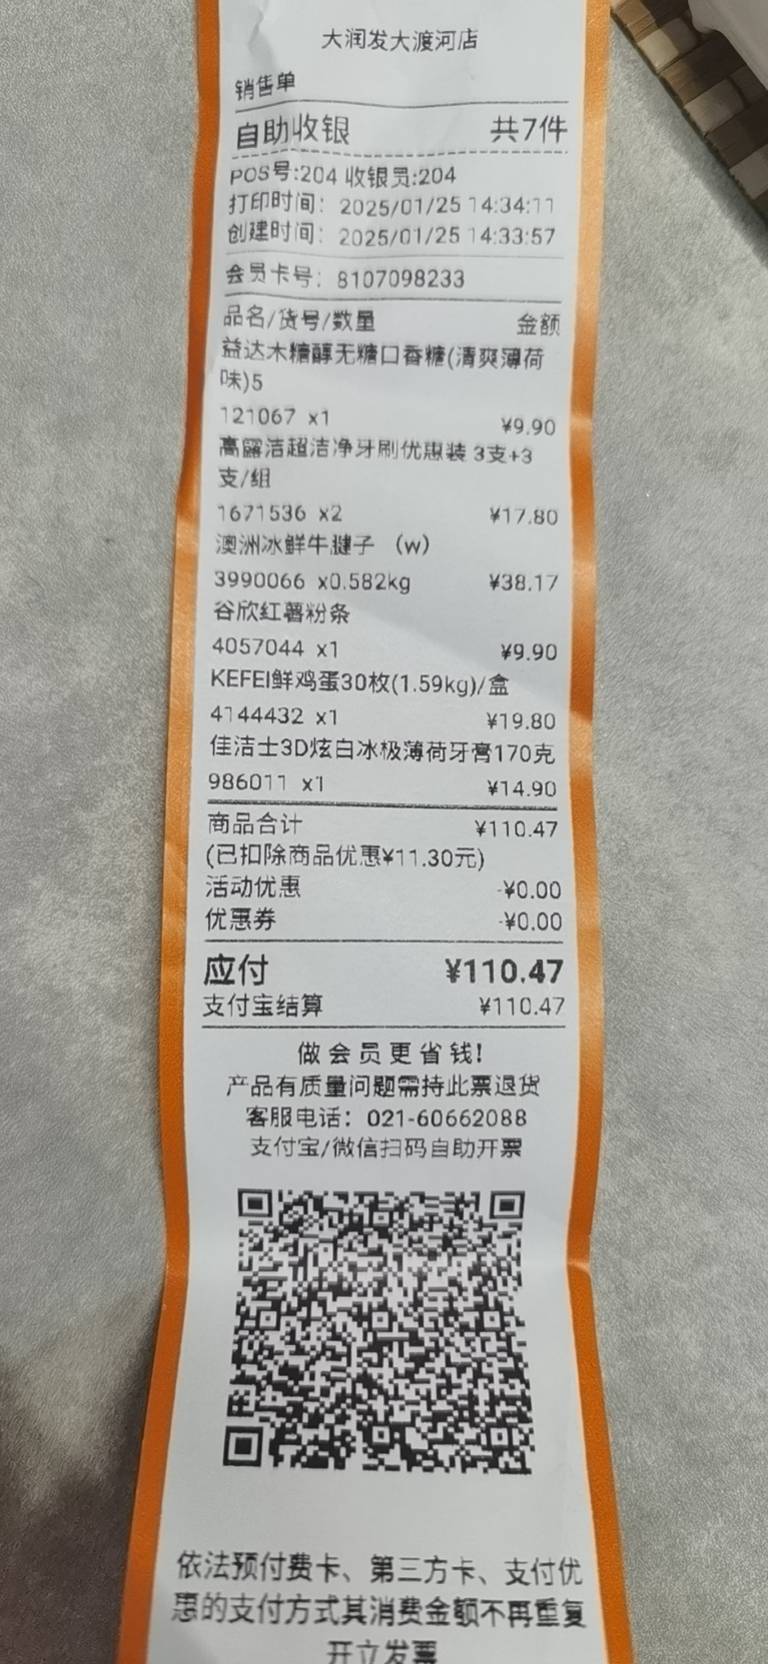 大润发大渡河店
销售单
自助收银 共7件
POS号:204 收银员:204
打印时间: 2025/01/25 14:34:11
创建时间: 2025/01/25 14:33:57
会员卡号: 8107098233
品名/货号/数量 金额
益达木糖醇无糖口香糖(清爽薄荷
味)5
121067 x1 ¥9.90
高露洁超洁净牙刷优惠装 3支+3
支/组
1671536 x2 ¥17.80
澳洲冰鲜牛腱子 (w)
3990066 x0.582kg ¥38.17
谷欣红薯粉条
4057044 x1 ¥9.90
KEFEI鲜鸡蛋30枚(1.59kg)/盒
4144432 x1 ¥19.80
佳洁士3D炫白冰极薄荷牙膏170克
986011 x1 ¥14.90
商品合计 ¥110.47
(已扣除商品优惠¥11.30元)
活动优惠 -¥0.00
优惠券 -¥0.00
应付 ¥110.47
支付宝结算 ¥110.47
做会员更省钱!
产品有质量问题需持此票退货
客服电话: 021-60662088
支付宝/微信扫码自助开票
依法预付费卡、第三方卡、支付优
惠的支付方式其消费金额不再重复
开立发票